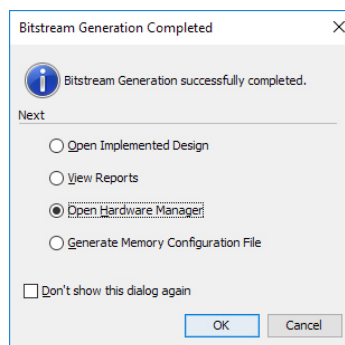 Bitstream Generation Completed
Bitstream Generation successfully completed.
Next
Open Implemented Design
View Reports
Open Hardware Manager
Generate Memory Configuration File
Don't show this dialog again
OK Cancel